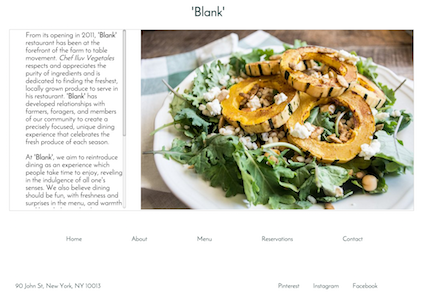 'Blank'
From its opening in 2011, 'Blank'
restaurant has been at the
forefront of the farm to table
movement. Chef Iluv Vegetales
respects and appreciates the
purity of ingredients and is
dedicated to finding the freshest,
locally grown produce to serve in
his restaurant. 'Blank' has
developed relationships with
farmers, foragers, and members
of our community to create a
precisely focused, unique dining
experience that celebrates the
fresh produce of each season.
At 'Blank', we aim to reintroduce
dining as an experience which
people take time to enjoy, reveling
in the indulgence of all one's
senses. We also believe dining
should be fun, with freshness and
surprises in the menu, and warmth
Home About Menu Reservations Contact
90 John St, New York, NY 10013 Pinterest Instagram Facebook